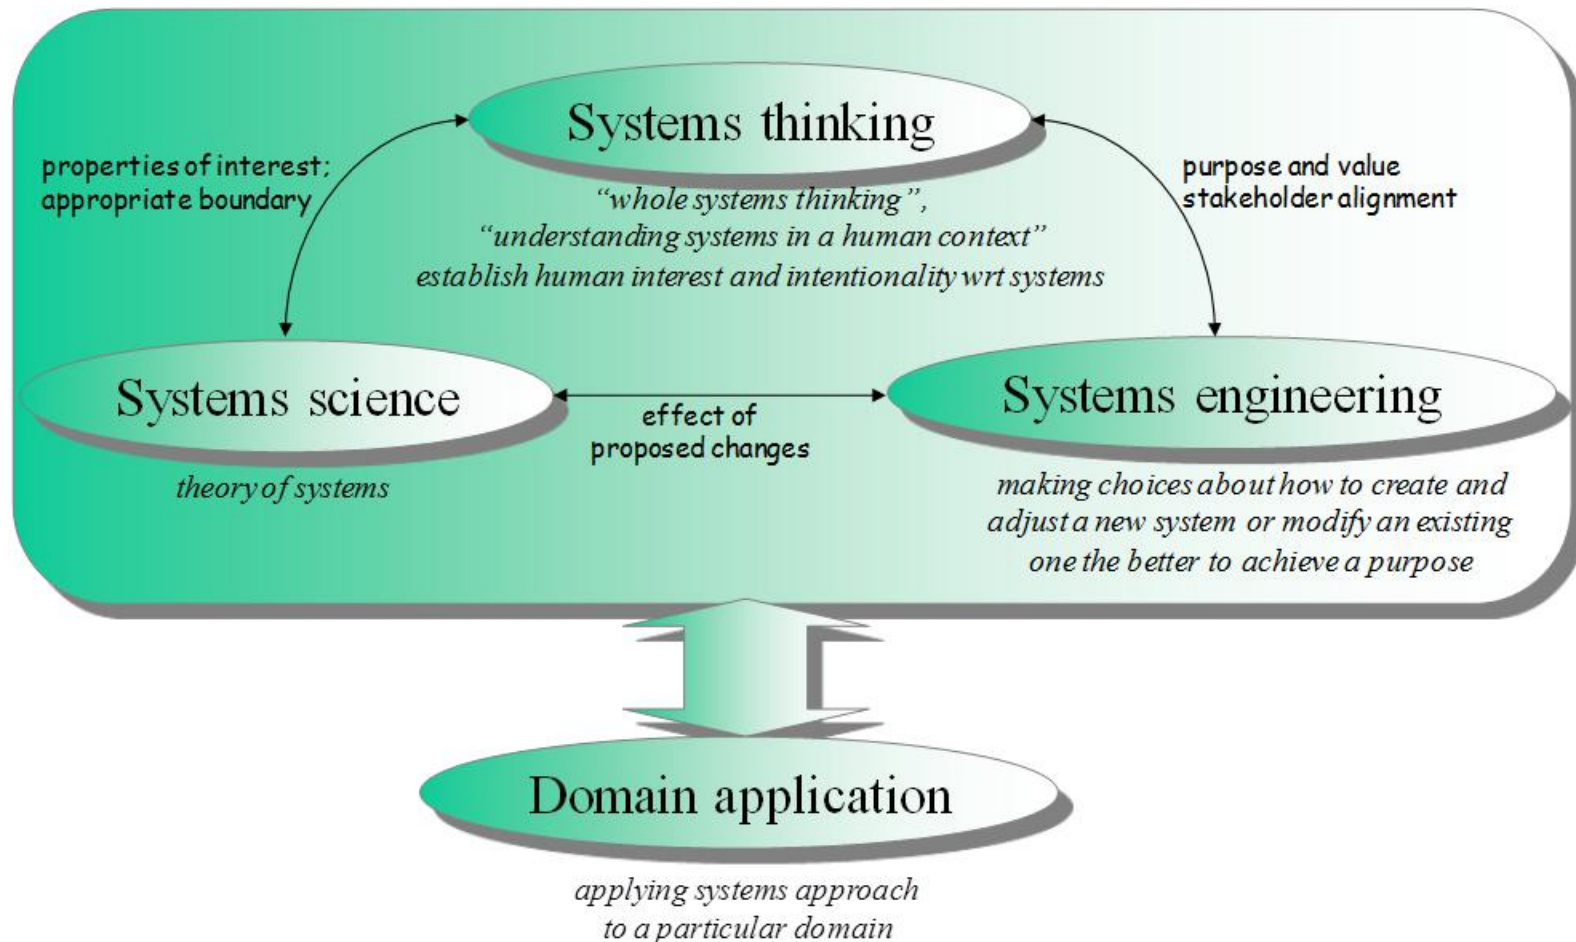 Systems thinking
properties of interest;
appropriate boundary
purpose and value
stakeholder alignment
“whole systems thinking”,
“understanding systems in a human context”
establish human interest and intentionality wrt systems
Systems science
effect of
proposed changes
Systems engineering
theory of systems
making choices about how to create and
adjust a new system or modify an existing
one the better to achieve a purpose
Domain application
applying systems approach
to a particular domain